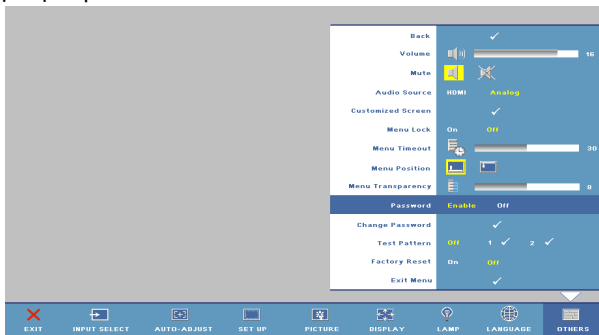 Back
Volume 16
Mute
Audio Source HDMI Analog
Customized Screen
Menu Lock On Off
Menu Timeout 30
Menu Position
Menu Transparency 8
Password Enable Off
Change Password
Test Pattern Off 1 2
Factory Reset On Off
Exit Menu
EXIT INPUT SELECT AUTO-ADJUST SET UP PICTURE DISPLAY LAMP LANGUAGE OTHERS